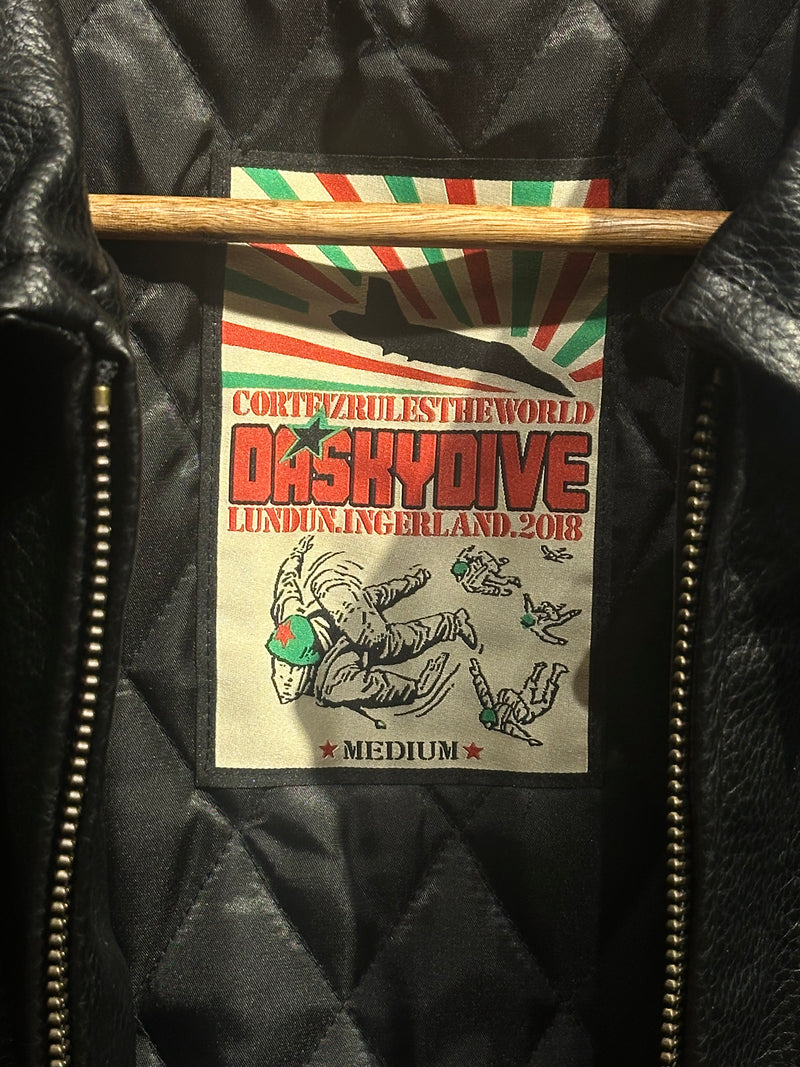 CORTEIZRULESTHEWORLD
DASKYDIVE
LUNDUN.INGERLAND.2018
★MEDIUM★